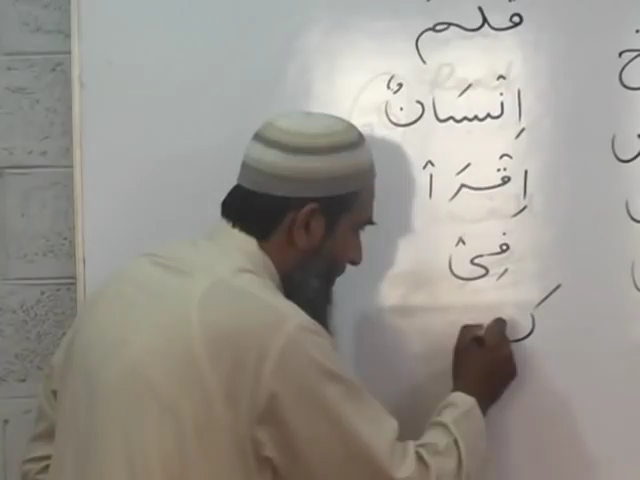 قلم
اِنْسَانٌ
اِقْرَاْ
فِىْ
ک